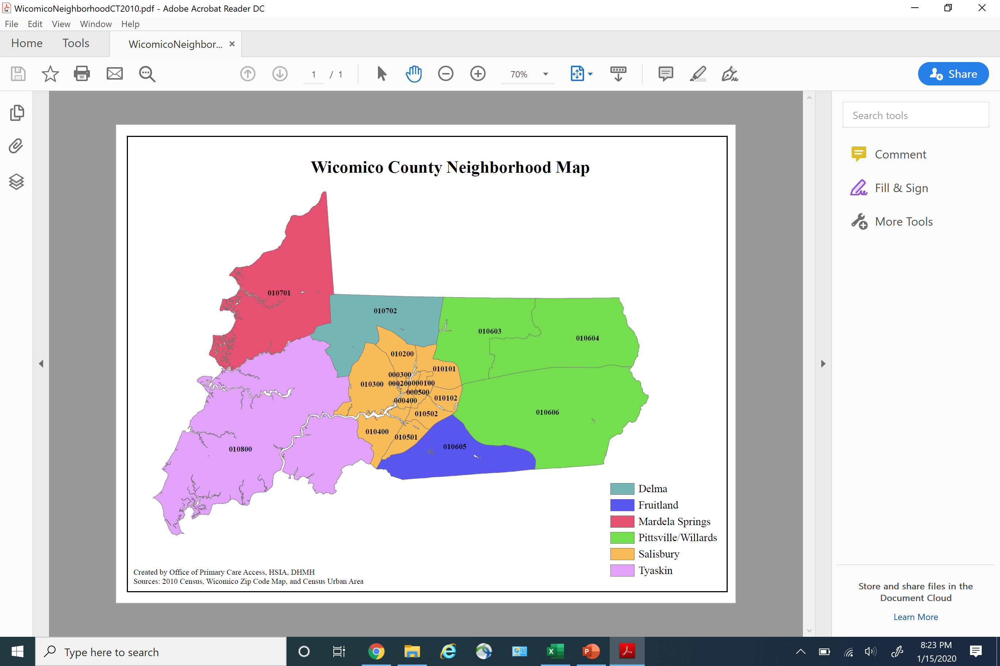 WicomicoNeighborhoodCT2010.pdf - Adobe Acrobat Reader DC
File Edit View Window Help
Home Tools WicomicoNeighbor... ×
1 / 1 70% Share
Search tools
Comment
Fill & Sign
More Tools
Wicomico County Neighborhood Map
010701
010702
010603
010604
010200
010101
000300
010300 000200 000100
000500
010102
000400
010502
010606
010400
010501
010605
010800
Delma
Fruitland
Mardela Springs
Pittsville/Willards
Salisbury
Tyaskin
Created by Office of Primary Care Access, HSIA, DHMH
Sources: 2010 Census, Wicomico Zip Code Map, and Census Urban Area
Store and share files in the
Document Cloud
Learn More
Type here to search
8:23 PM
1/15/2020